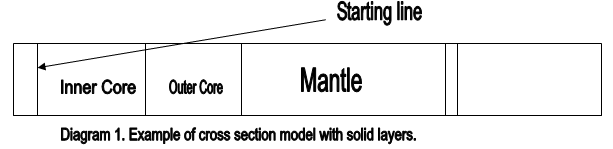 Starting line
Inner Core Outer Core Mantle
Diagram 1. Example of cross section model with solid layers.